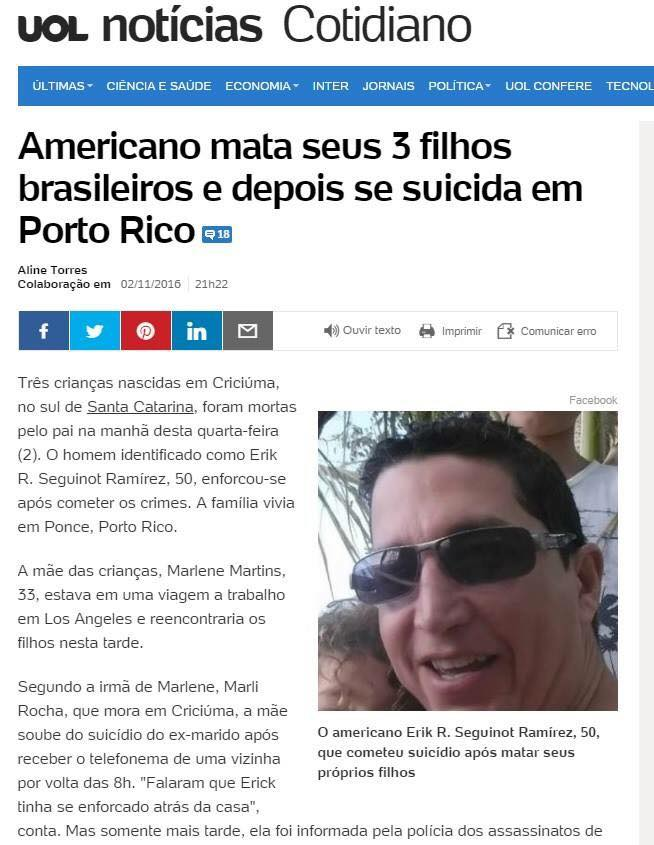 UOL notícias Cotidiano
ÚLTIMAS CIÊNCIA E SAÚDE ECONOMIA INTER JORNAIS POLÍTICA UOL CONFERE TECNOL
Americano mata seus 3 filhos
brasileiros e depois se suicida em
Porto Rico 18
Aline Torres
Colaboração em 02/11/2016 21h22
Ouvir texto Imprimir Comunicar erro
Três crianças nascidas em Criciúma,
no sul de Santa Catarina, foram mortas
pelo pai na manhã desta quarta-feira
(2). O homem identificado como Erik
R. Seguinot Ramírez, 50, enforcou-se
após cometer os crimes. A família vivia
em Ponce, Porto Rico.
A mãe das crianças, Marlene Martins,
33, estava em uma viagem a trabalho
em Los Angeles e reencontraria os
filhos nesta tarde.
Segundo a irmã de Marlene, Marli
Rocha, que mora em Criciúma, a mãe
soube do suicídio do ex-marido após
receber o telefonema de uma vizinha
por volta das 8h. "Falaram que Erick
tinha se enforcado atrás da casa",
conta. Mas somente mais tarde, ela foi informada pela polícia dos assassinatos de
Facebook
O americano Erik R. Seguinot Ramírez, 50,
que cometeu suicídio após matar seus
próprios filhos